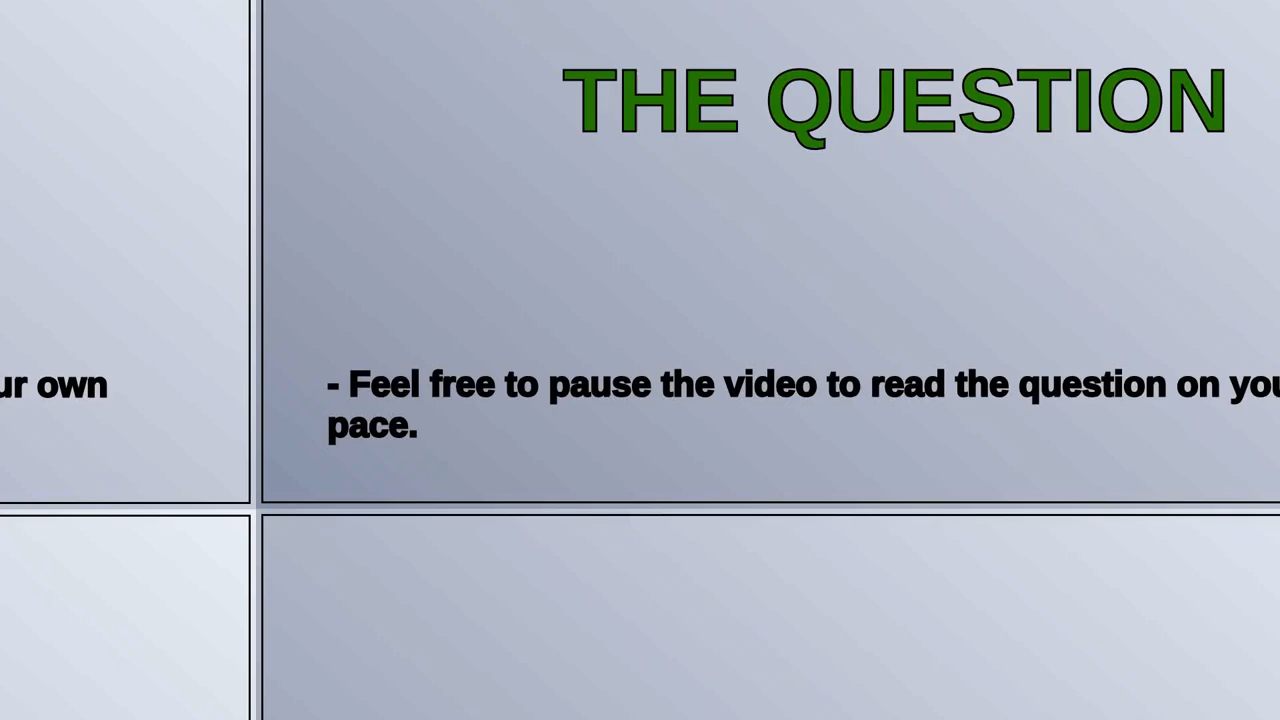 THE QUESTION
ur own
- Feel free to pause the video to read the question on you
pace.